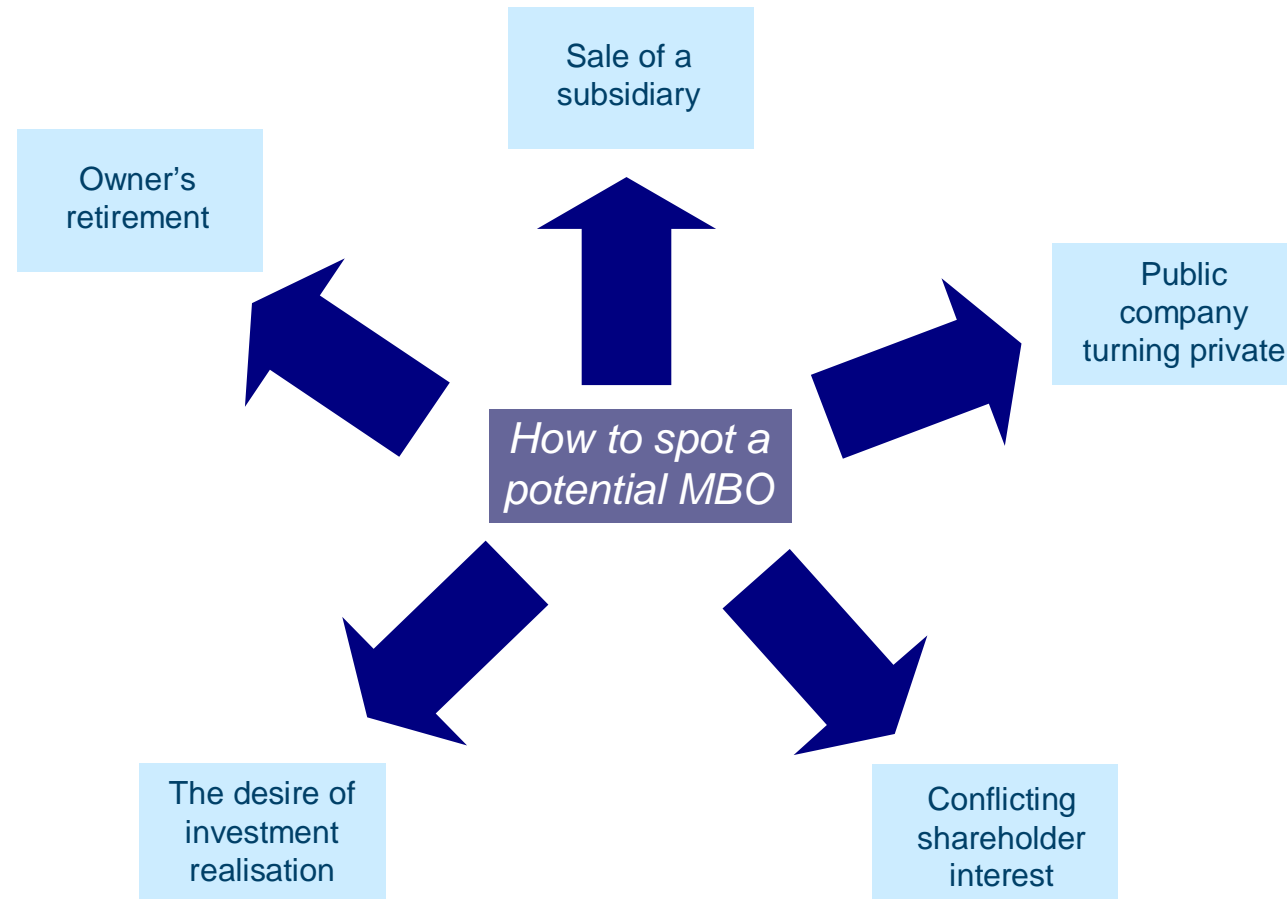 Sale of a
subsidiary
Owner’s
retirement
Public
company
turning private
How to spot a
potential MBO
The desire of
investment
realisation
Conflicting
shareholder
interest